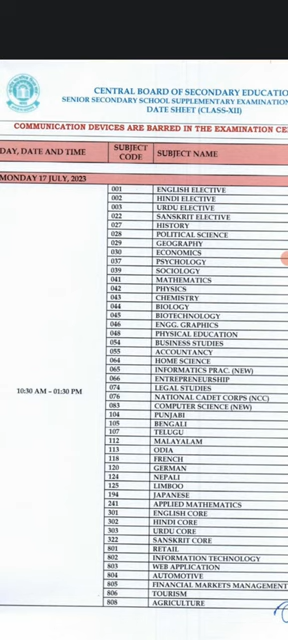 CENTRAL BOARD OF SECONDARY EDUCATIO
SENIOR SECONDARY SCHOOL SUPPLEMENTARY EXAMINATION
DATE SHEET (CLASS-XII)
COMMUNICATION DEVICES ARE BARRED IN THE EXAMINATION CE
DAY, DATE AND TIME SUBJECT CODE SUBJECT NAME
MONDAY 17 JULY, 2023
001 ENGLISH ELECTIVE
002 HINDI ELECTIVE
003 URDU ELECTIVE
022 SANSKRIT ELECTIVE
027 HISTORY
028 POLITICAL SCIENCE
029 GEOGRAPHY
030 ECONOMICS
037 PSYCHOLOGY
039 SOCIOLOGY
041 MATHEMATICS
042 PHYSICS
043 CHEMISTRY
044 BIOLOGY
045 BIOTECHNOLOGY
046 ENGG. GRAPHICS
048 PHYSICAL EDUCATION
054 BUSINESS STUDIES
055 ACCOUNTANCY
064 HOME SCIENCE
065 INFORMATICS PRAC. (NEW)
066 ENTREPRENEURSHIP
074 LEGAL STUDIES
10:30 AM – 01:30 PM 076 NATIONAL CADET CORPS (NCC)
083 COMPUTER SCIENCE (NEW)
104 PUNJABI
105 BENGALI
107 TELUGU
112 MALAYALAM
113 ODIA
118 FRENCH
120 GERMAN
124 NEPALI
125 LIMBOO
194 JAPANESE
241 APPLIED MATHEMATICS
301 ENGLISH CORE
302 HINDI CORE
303 URDU CORE
322 SANSKRIT CORE
801 RETAIL
802 INFORMATION TECHNOLOGY
803 WEB APPLICATION
804 AUTOMOTIVE
805 FINANCIAL MARKETS MANAGEMENT
806 TOURISM
808 AGRICULTURE